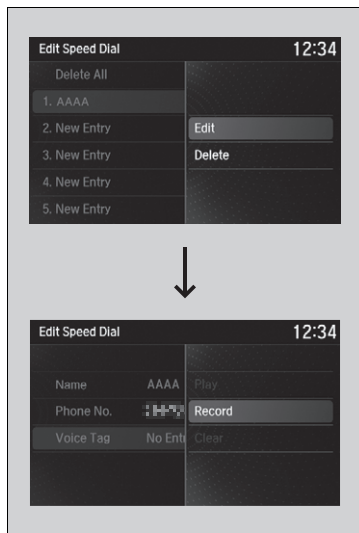 Edit Speed Dial 12:34
Delete All
1. AAAA
2. New Entry Edit
3. New Entry Delete
4. New Entry
5. New Entry
Edit Speed Dial 12:34
Name AAAA Play
Phone No. Record
Voice Tag No Ent Clear